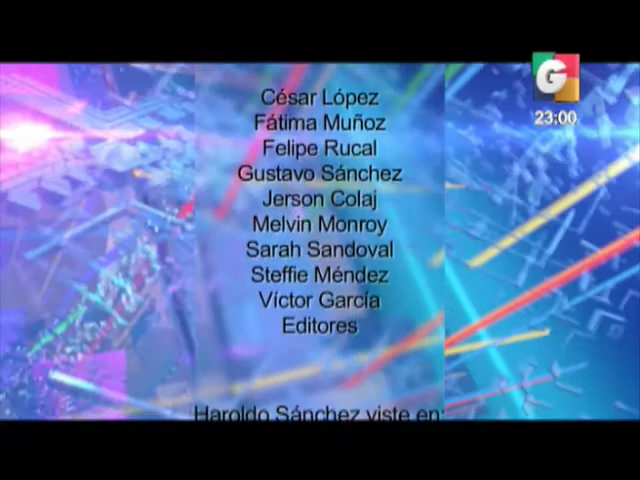 G
23:00
César López
Fátima Muñoz
Felipe Rucal
Gustavo Sánchez
Jerson Colaj
Melvin Monroy
Sarah Sandoval
Steffie Méndez
Víctor García
Editores
Haroldo Sánchez viste en: